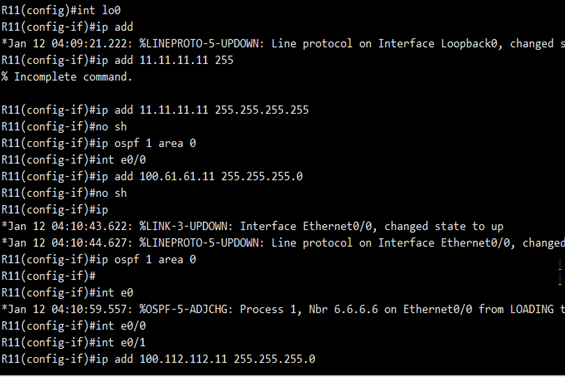 R11(config)#int lo0
R11(config-if)#ip add
*Jan 12 04:09:21.222: %LINEPROTO-5-UPDOWN: Line protocol on Interface Loopback0, changed s
R11(config-if)#ip add 11.11.11.11 255
% Incomplete command.
R11(config-if)#ip add 11.11.11.11 255.255.255.255
R11(config-if)#no sh
R11(config-if)#ip ospf 1 area 0
R11(config-if)#int e0/0
R11(config-if)#ip add 100.61.61.11 255.255.255.0
R11(config-if)#no sh
R11(config-if)#ip
*Jan 12 04:10:43.622: %LINK-3-UPDOWN: Interface Ethernet0/0, changed state to up
*Jan 12 04:10:44.627: %LINEPROTO-5-UPDOWN: Line protocol on Interface Ethernet0/0, changed
R11(config-if)#ip ospf 1 area 0
R11(config-if)#
R11(config-if)#int e0
*Jan 12 04:10:59.557: %OSPF-5-ADJCHG: Process 1, Nbr 6.6.6.6 on Ethernet0/0 from LOADING t
R11(config-if)#int e0/0
R11(config-if)#int e0/1
R11(config-if)#ip add 100.112.112.11 255.255.255.0